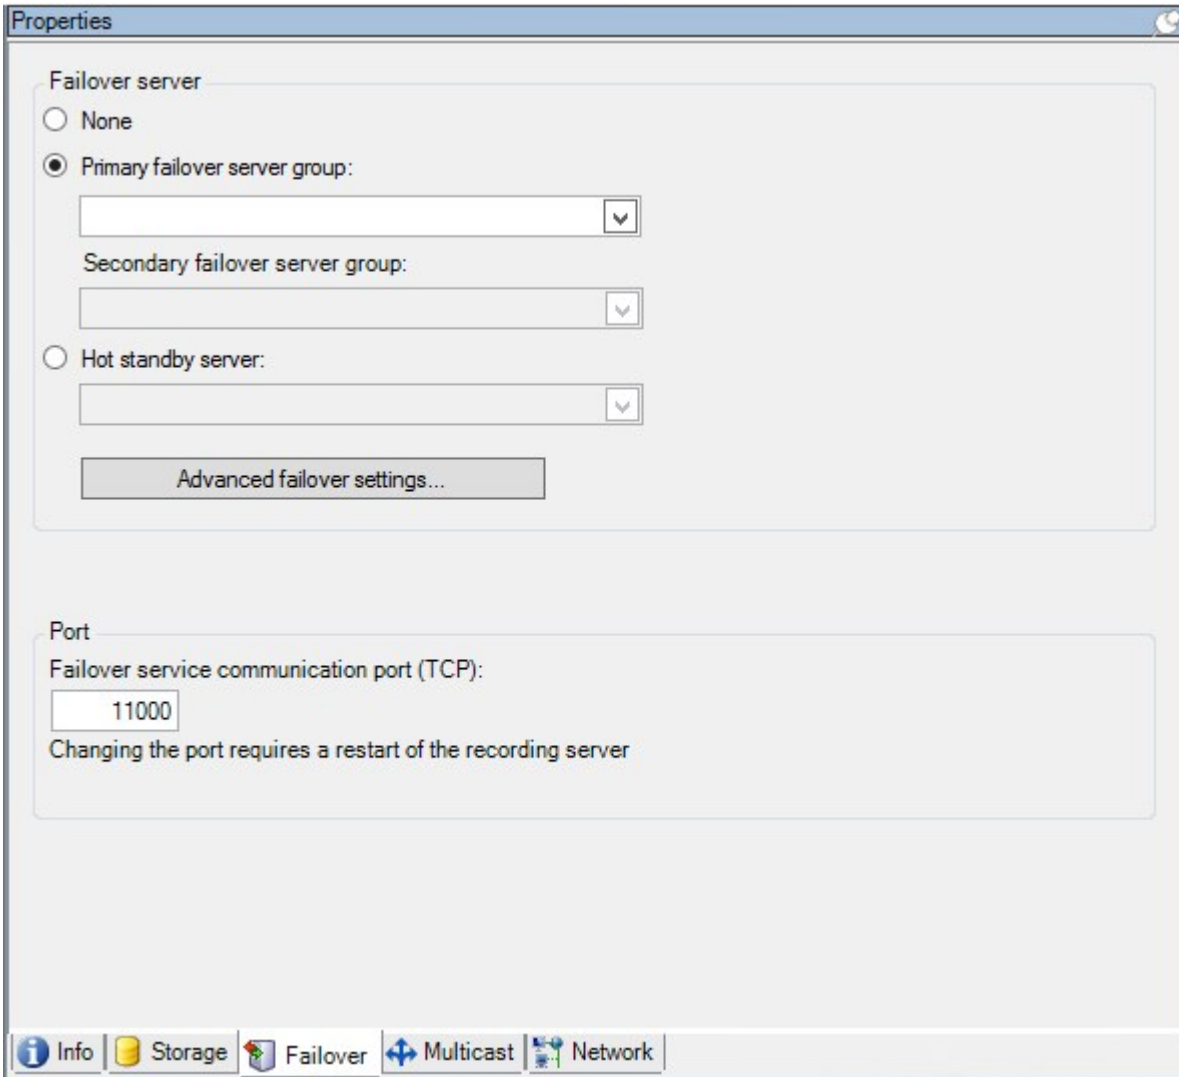 Properties
Failover server
None
Primary failover server group:
Secondary failover server group:
Hot standby server:
Advanced failover settings...
Port
Failover service communication port (TCP):
11000
Changing the port requires a restart of the recording server
Info Storage Failover Multicast Network